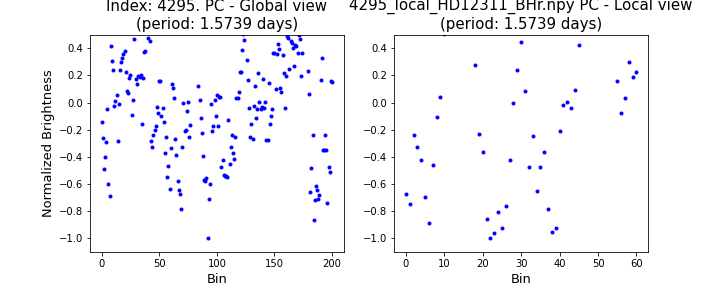 Index: 4295. PC - Global view
(period: 1.5739 days)
4295_local_HD12311_BHr.npy PC - Local view
(period: 1.5739 days)
Normalized Brightness
0.4
0.2
0.0
−0.2
−0.4
−0.6
−0.8
−1.0
0 50 100 150 200
Bin
0.4
0.2
0.0
−0.2
−0.4
−0.6
−0.8
−1.0
0 10 20 30 40 50 60
Bin